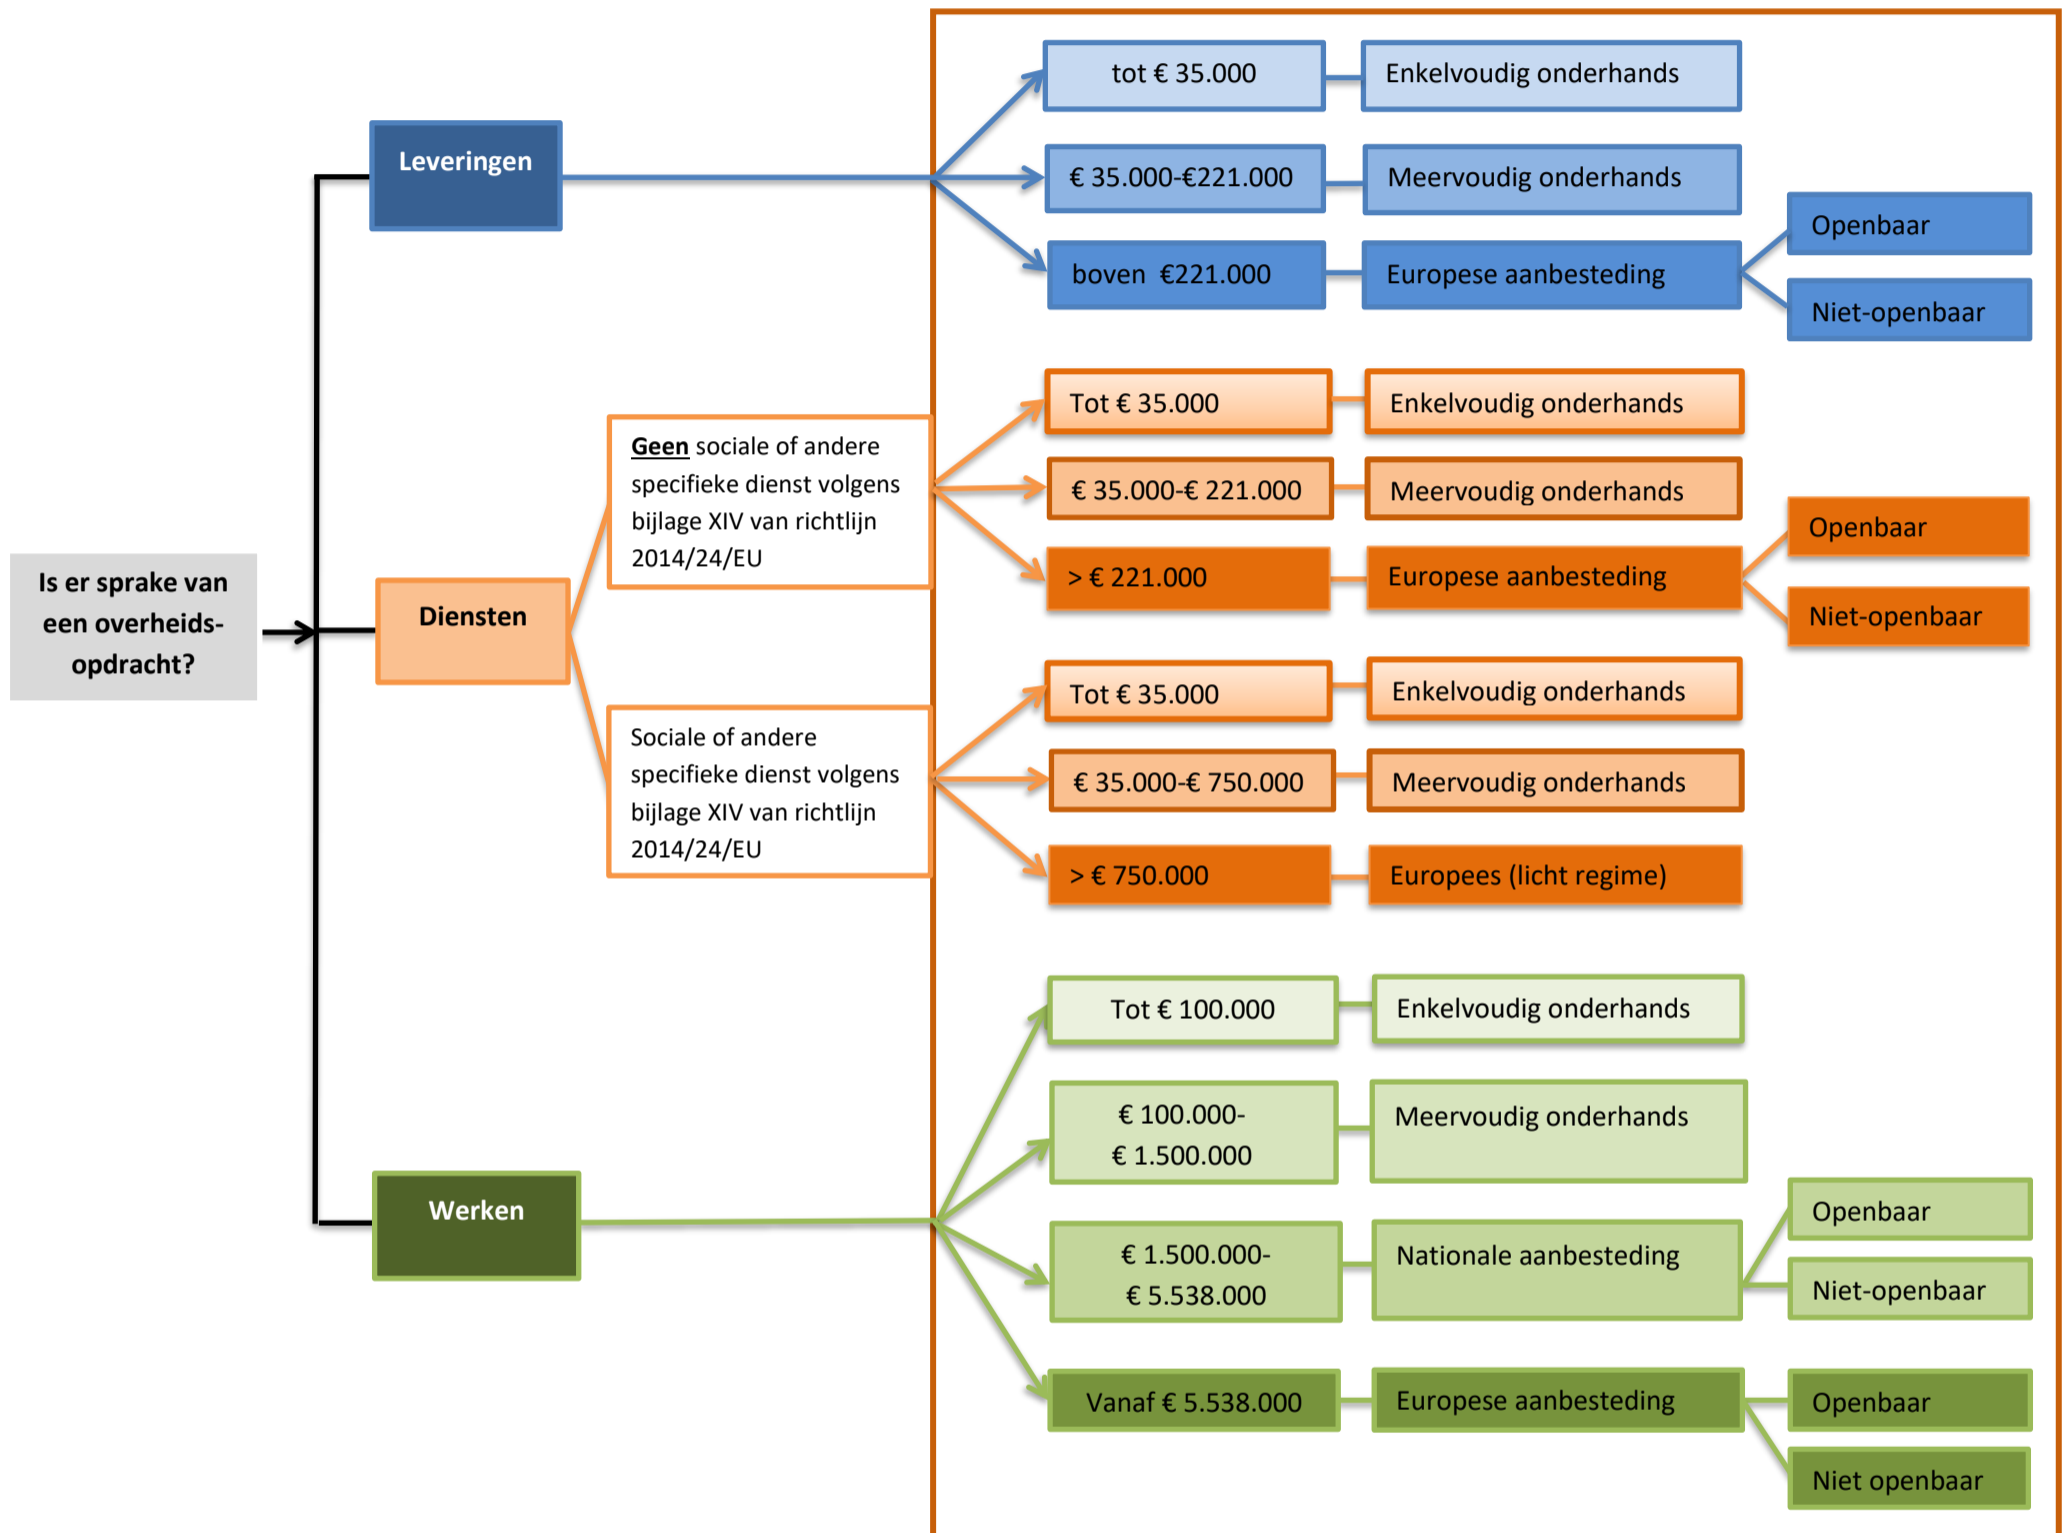 Is er sprake van
een overheids-
opdracht?
Leveringen
tot € 35.000
Enkelvoudig onderhands
€ 35.000-€221.000
Meervoudig onderhands
boven €221.000
Europese aanbesteding
Openbaar
Niet-openbaar
Diensten
Geen sociale of andere
specifieke dienst volgens
bijlage XIV van richtlijn
2014/24/EU
Tot € 35.000
Enkelvoudig onderhands
€ 35.000-€ 221.000
Meervoudig onderhands
> € 221.000
Europese aanbesteding
Openbaar
Niet-openbaar
Sociale of andere
specifieke dienst volgens
bijlage XIV van richtlijn
2014/24/EU
Tot € 35.000
Enkelvoudig onderhands
€ 35.000-€ 750.000
Meervoudig onderhands
> € 750.000
Europees (licht regime)
Werken
Tot € 100.000
Enkelvoudig onderhands
€ 100.000-
€ 1.500.000
Meervoudig onderhands
€ 1.500.000-
€ 5.538.000
Nationale aanbesteding
Openbaar
Niet-openbaar
Vanaf € 5.538.000
Europese aanbesteding
Openbaar
Niet openbaar